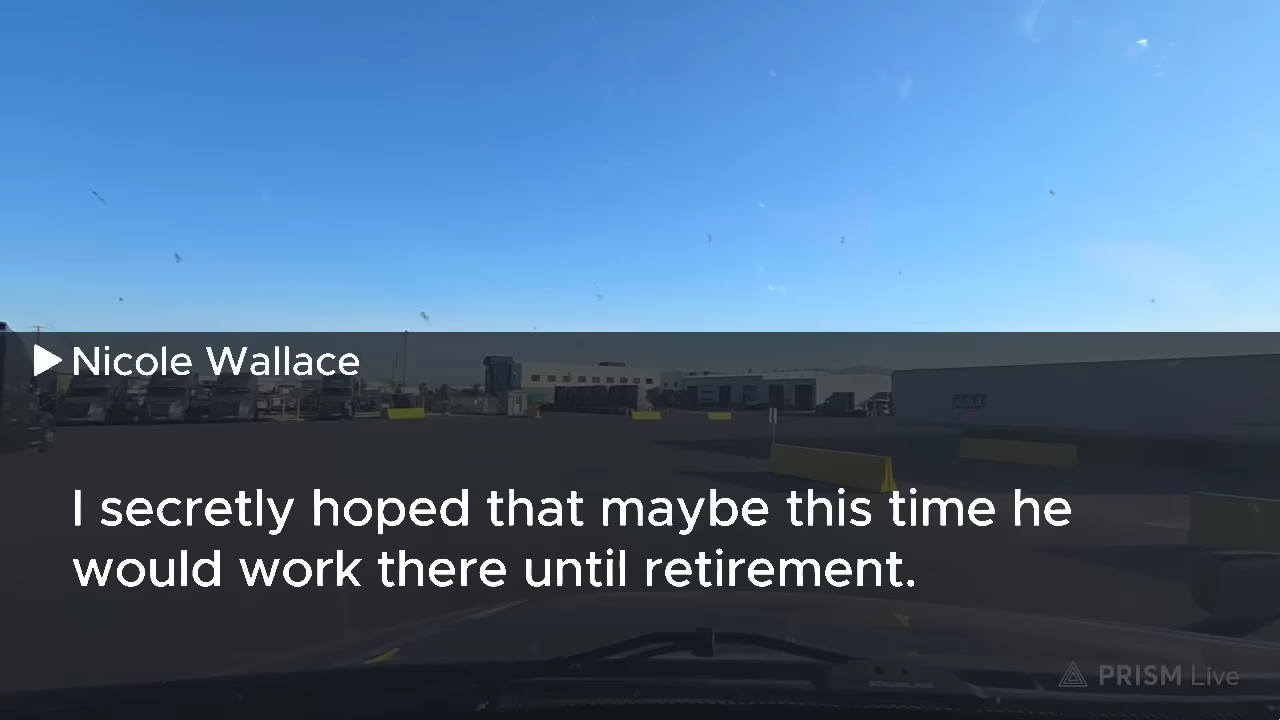 Nicole Wallace
I secretly hoped that maybe this time he
would work there until retirement.
PRISM Live